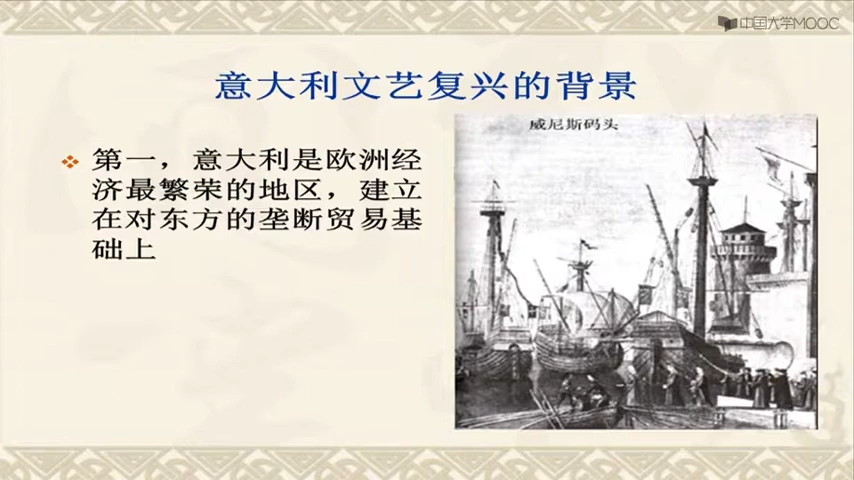 中国大学MOOC
意大利文艺复兴的背景
威尼斯码头
第一，意大利是欧洲经
济最繁荣的地区，建立
在对东方的垄断贸易基
础上